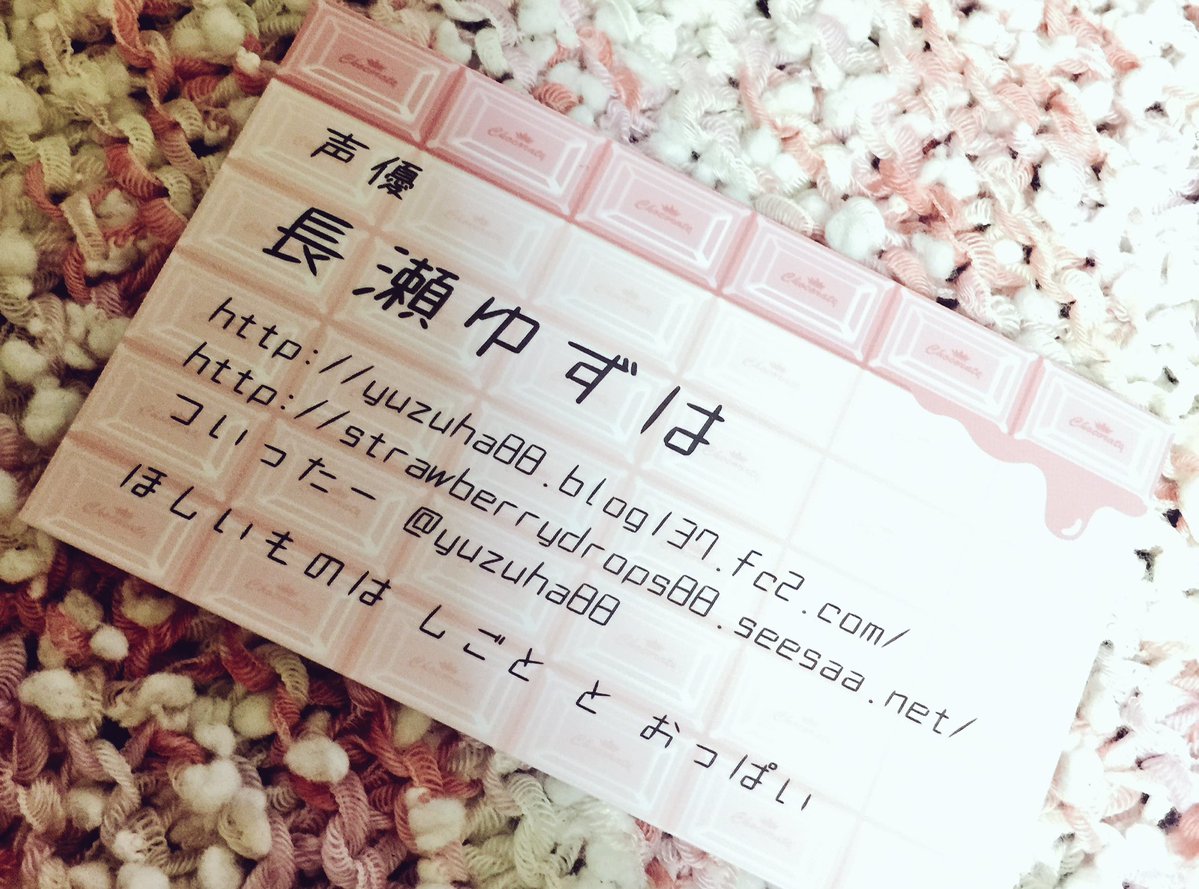 声優
長瀬ゆずは
http://yuzuha88.blog137.fc2.com/
http://strawberrydrops88.seesaa.net/
ついったー @yuzuha88
ほしいものは しごと と おっぱい